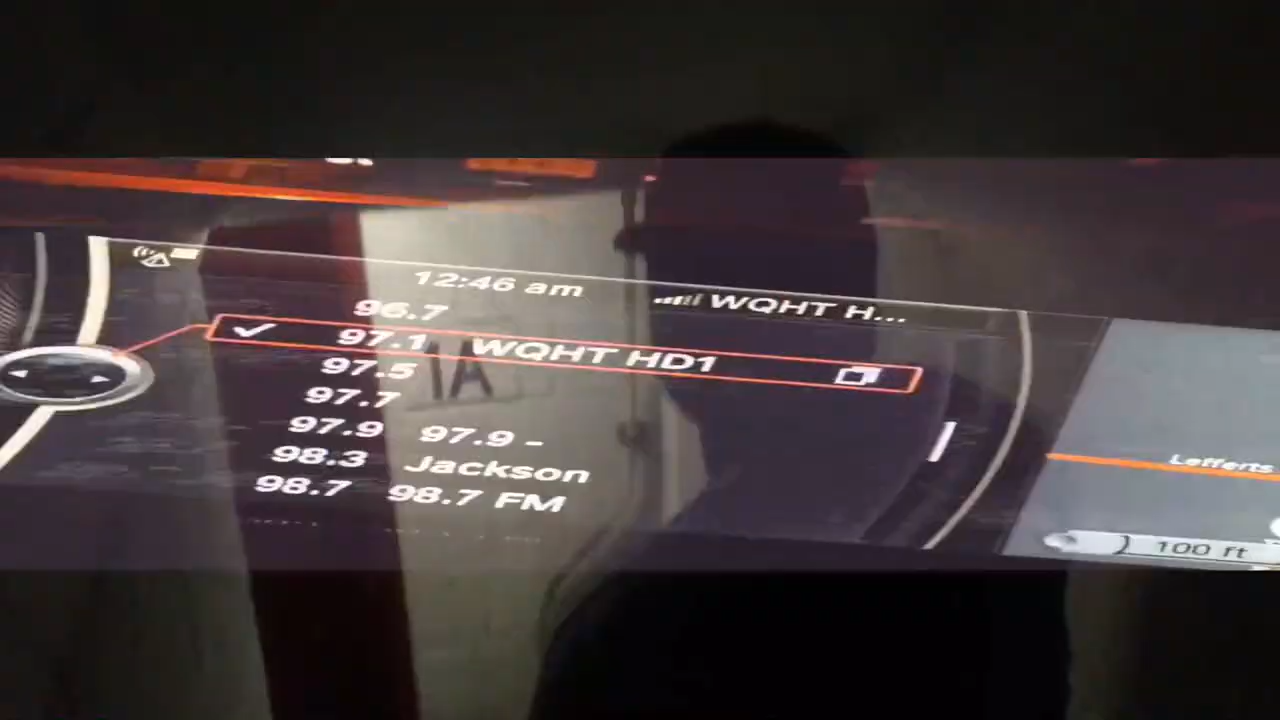 12:46 am
WQHT H...
96.7
97.1 WQHT HD1
97.5
97.7
97.9 97.9 -
98.3 Jackson
98.7 98.7 FM
1A
Lefferts
100 ft